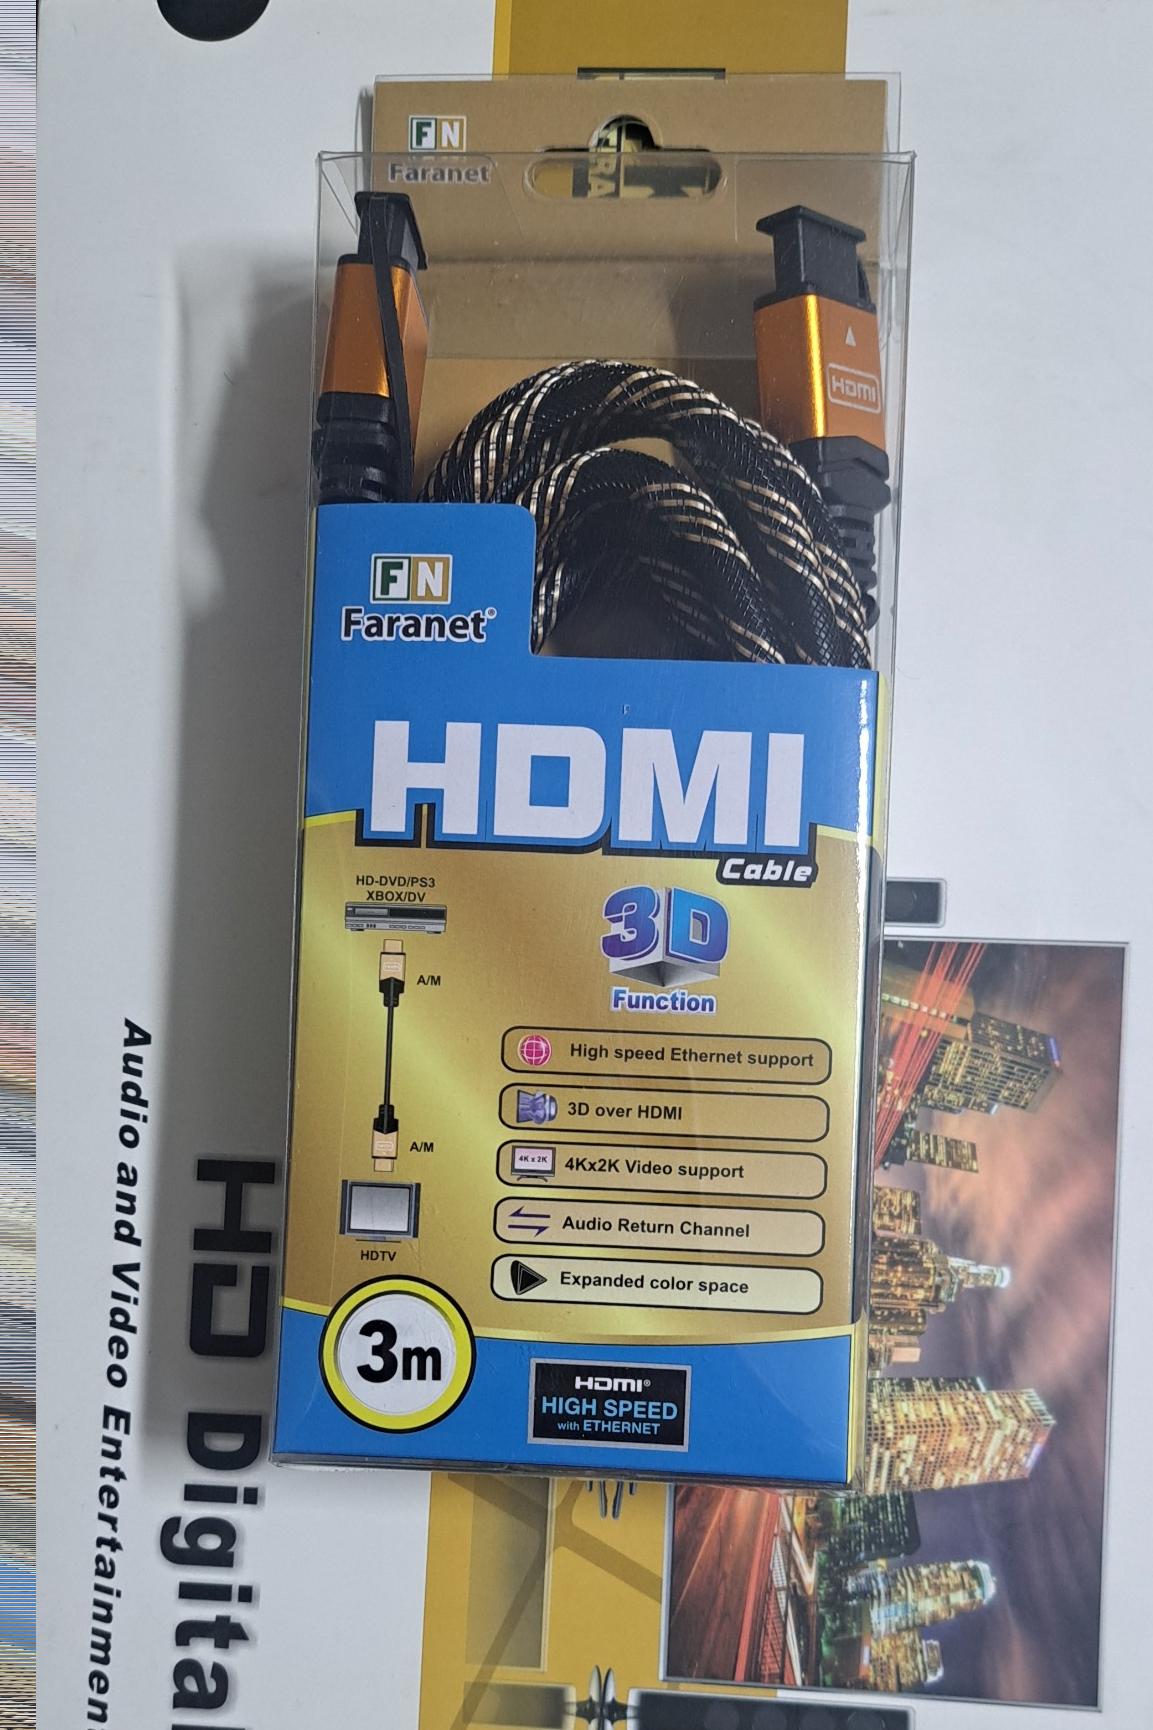 FN
Faranet
HDMI
FN
Faranet®
HDMI
Cable
HD-DVD/PS3
XBOX/DV
A/M
A/M
HDTV
3D
Function
High speed Ethernet support
3D over HDMI
4K x 2K
4Kx2K Video support
Audio Return Channel
Expanded color space
3m
HDMI®
HIGH SPEED
with ETHERNET
HD Digital
Audio and Video Entertainmen